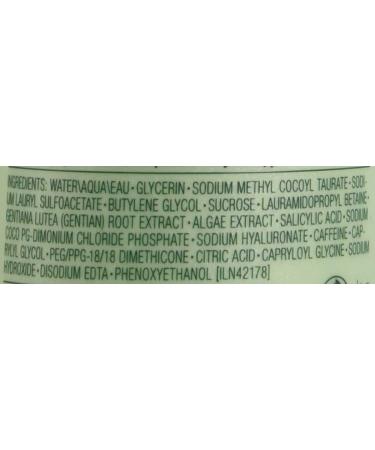 INGREDIENTS: WATER\AQUA\EAU • GLYCERIN • SODIUM METHYL COCOYL TAURATE • SODI-
UM LAURYL SULFOACETATE • BUTYLENE GLYCOL • SUCROSE • LAURAMIDOPROPYL BETAINE •
GENTIANA LUTEA (GENTIAN) ROOT EXTRACT • ALGAE EXTRACT • SALICYLIC ACID • SODIUM
COCO PG-DIMONIUM CHLORIDE PHOSPHATE • SODIUM HYALURONATE • CAFFEINE • CAP-
RYLYL GLYCOL • PEG/PPG-18/18 DIMETHICONE • CITRIC ACID • CAPRYLOYL GLYCINE • SODIUM
HYDROXIDE • DISODIUM EDTA • PHENOXYETHANOL [ILN42178]